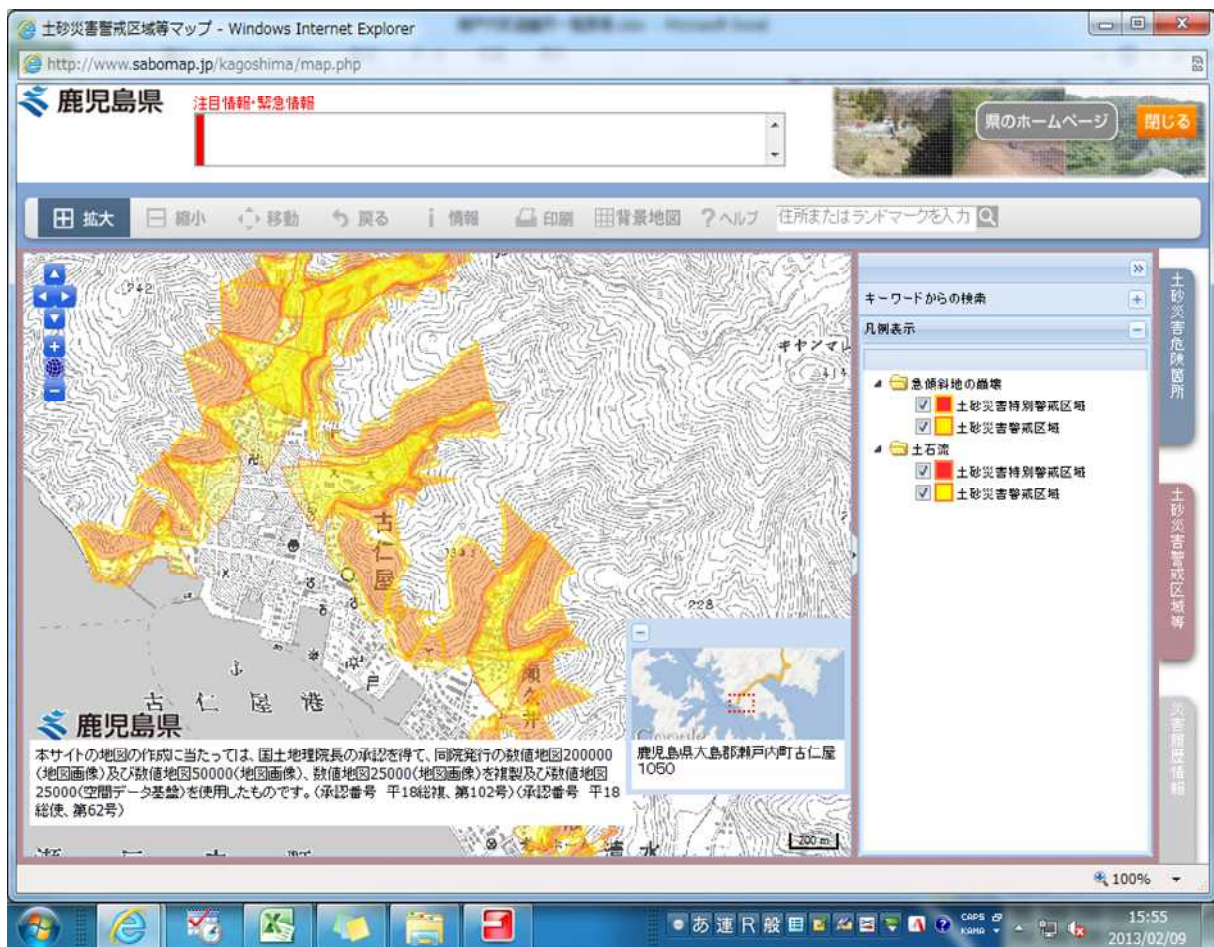 土砂災害警戒区域等マップ - Windows Internet Explorer
http://www.sabomap.jp/kagoshima/map.php
鹿児島県
注目情報・緊急情報
県のホームページ
閉じる
拡大
縮小
移動
戻る
情報
印刷
背景地図
?ヘルプ
住所またはランドマークを入力
キーワードからの検索
凡例表示
急傾斜地の崩壊
土砂災害特別警戒区域
土砂災害警戒区域
土石流
土砂災害特別警戒区域
土砂災害警戒区域
土砂災害危険箇所
土砂災害警戒区域等
災害履歴情報
242
キヤンマ
414
古仁屋
228
古仁屋港
鹿児島県
本サイトの地図の作成に当たっては、国土地理院長の承認を得て、同院発行の数値地図200000
(地図画像)及び数値地図50000(地図画像)、数値地図25000(地図画像)を複製及び数値地図
25000(空間データ基盤)を使用したものです。(承認番号 平18総複、第102号)(承認番号 平18
総使、第62号)
鹿児島県大島郡瀬戸内町古仁屋
1050
清水
200 m
100%
あ 連 R 般
CAPS
KANA
15:55
2013/02/09